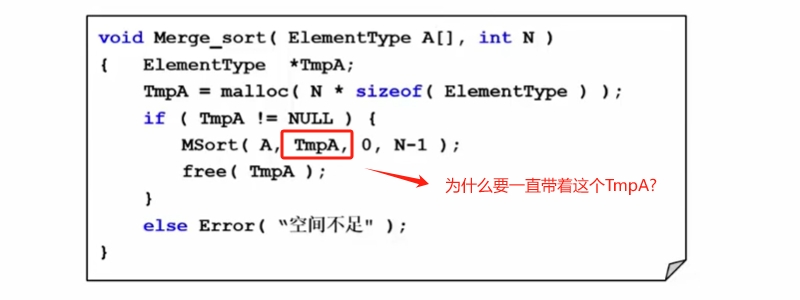 void Merge_sort( ElementType A[], int N )
{ ElementType *TmpA;
TmpA = malloc( N * sizeof( ElementType ) );
if ( TmpA != NULL ) {
MSort( A, TmpA, 0, N-1 );
free( TmpA );
为什么要一直带着这个TmpA?
}
else Error( “空间不足" );
}